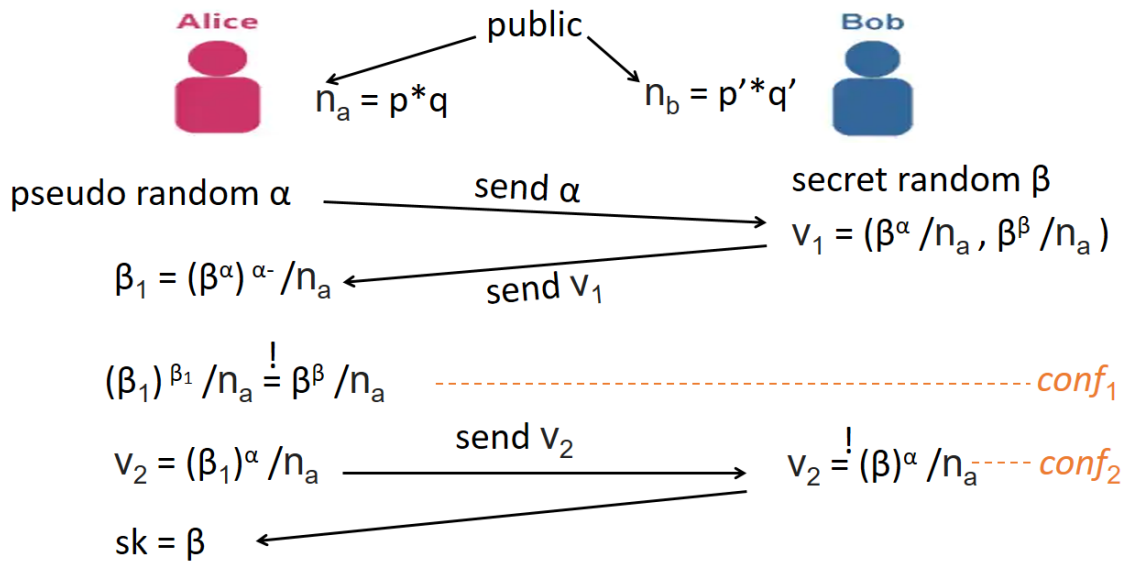 Alice
public
Bob
nₐ = p*q
n_b = p’*q’
pseudo random α
send α
secret random β
v₁ = (β^α /nₐ , β^β /nₐ )
β₁ = (β^α) ^α- /nₐ
send v₁
(β₁) ^β₁ /nₐ =! β^β /nₐ
conf₁
v₂ = (β₁)^α /nₐ
send v₂
v₂ =! (β)^α /nₐ
conf₂
sk = β